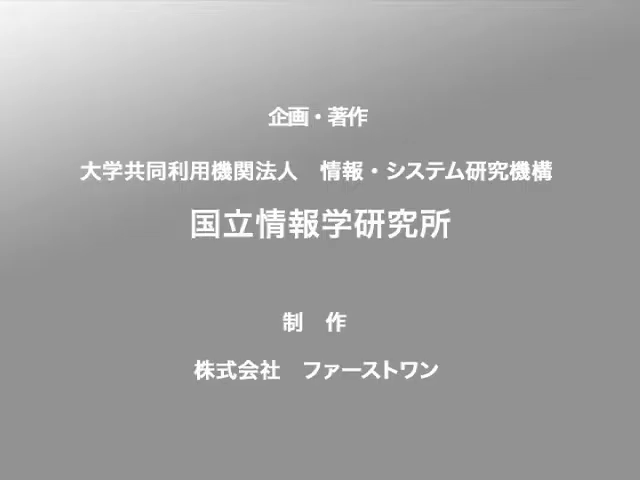 企画・著作
大学共同利用機関法人　情報・システム研究機構
国立情報学研究所
制　作
株式会社　ファーストワン